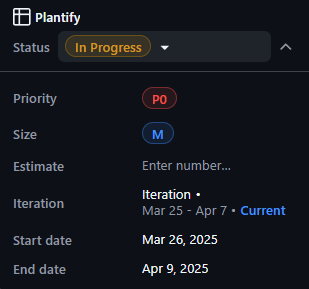 Plantify
Status In Progress
Priority P0
Size M
Estimate Enter number...
Iteration Iteration •
Mar 25 - Apr 7 • Current
Start date Mar 26, 2025
End date Apr 9, 2025